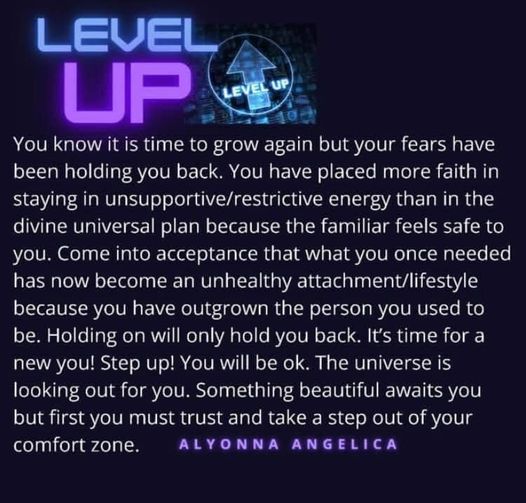 LEVEL
UP
LEVEL UP
You know it is time to grow again but your fears have
been holding you back. You have placed more faith in
staying in unsupportive/restrictive energy than in the
divine universal plan because the familiar feels safe to
you. Come into acceptance that what you once needed
has now become an unhealthy attachment/lifestyle
because you have outgrown the person you used to
be. Holding on will only hold you back. It’s time for a
new you! Step up! You will be ok. The universe is
looking out for you. Something beautiful awaits you
but first you must trust and take a step out of your
comfort zone. ALYONNA ANGELICA